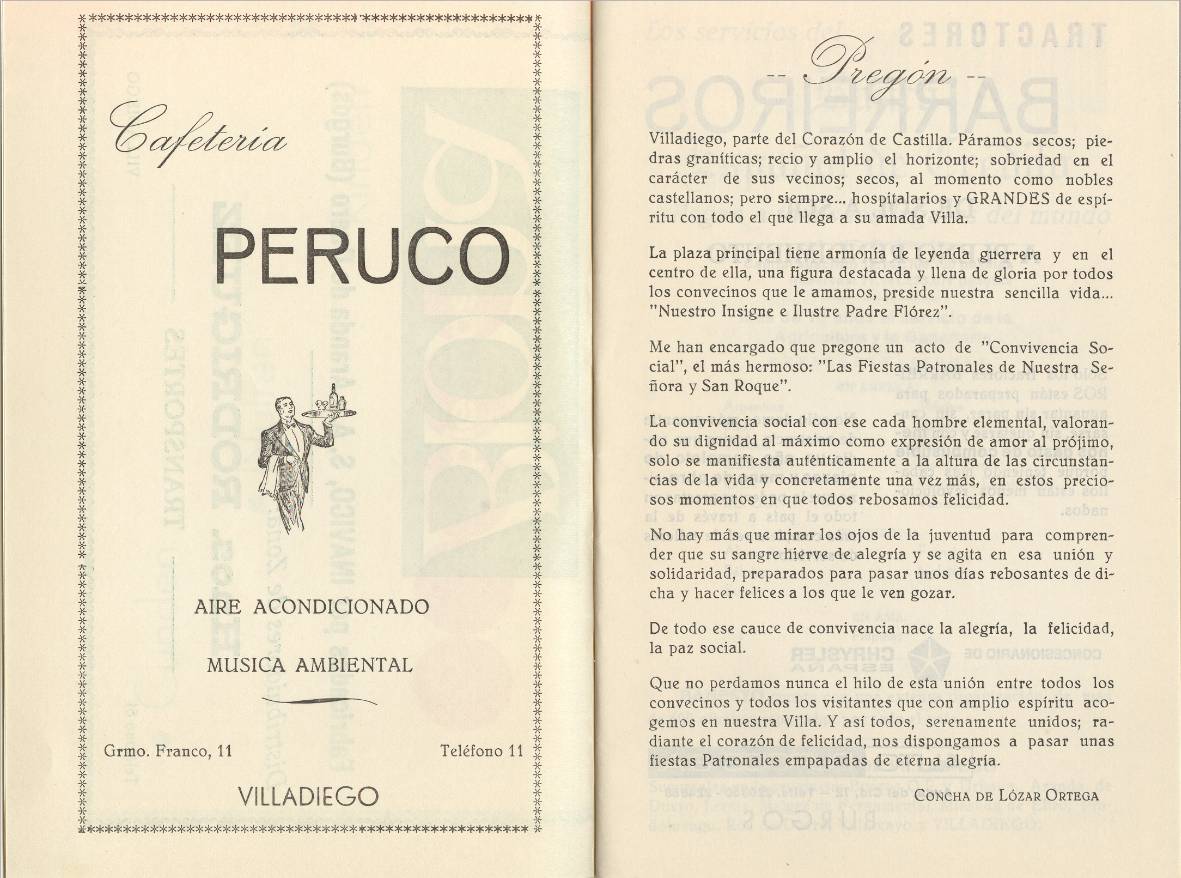 Cafetería
PERUCO
AIRE ACONDICIONADO
MUSICA AMBIENTAL
Grmo. Franco, 11 Teléfono 11
VILLADIEGO
-- Pregón --
Villadiego, parte del Corazón de Castilla. Páramos secos; pie-
dras graníticas; recio y amplio el horizonte; sobriedad en el
carácter de sus vecinos; secos, al momento como nobles
castellanos; pero siempre... hospitalarios y GRANDES de espí-
ritu con todo el que llega a su amada Villa.
La plaza principal tiene armonía de leyenda guerrera y en el
centro de ella, una figura destacada y llena de gloria por todos
los convecinos que le amamos, preside nuestra sencilla vida...
"Nuestro Insigne e Ilustre Padre Flórez".
Me han encargado que pregone un acto de "Convivencia So-
cial", el más hermoso: "Las Fiestas Patronales de Nuestra Se-
ñora y San Roque".
La convivencia social con ese cada hombre elemental, valoran-
do su dignidad al máximo como expresión de amor al prójimo,
solo se manifiesta auténticamente a la altura de las circunstan-
cias de la vida y concretamente una vez más, en estos precio-
sos momentos en que todos rebosamos felicidad.
No hay más que mirar los ojos de la juventud para compren-
der que su sangre hierve de alegría y se agita en esa unión y
solidaridad, preparados para pasar unos días rebosantes de di-
cha y hacer felices a los que le ven gozar.
De todo ese cauce de convivencia nace la alegría, la felicidad,
la paz social.
Que no perdamos nunca el hilo de esta unión entre todos los
convecinos y todos los visitantes que con amplio espíritu aco-
gemos en nuestra Villa. Y así todos, serenamente unidos; ra-
diante el corazón de felicidad, nos dispongamos a pasar unas
fiestas Patronales empapadas de eterna alegría.
CONCHA DE LÓZAR ORTEGA